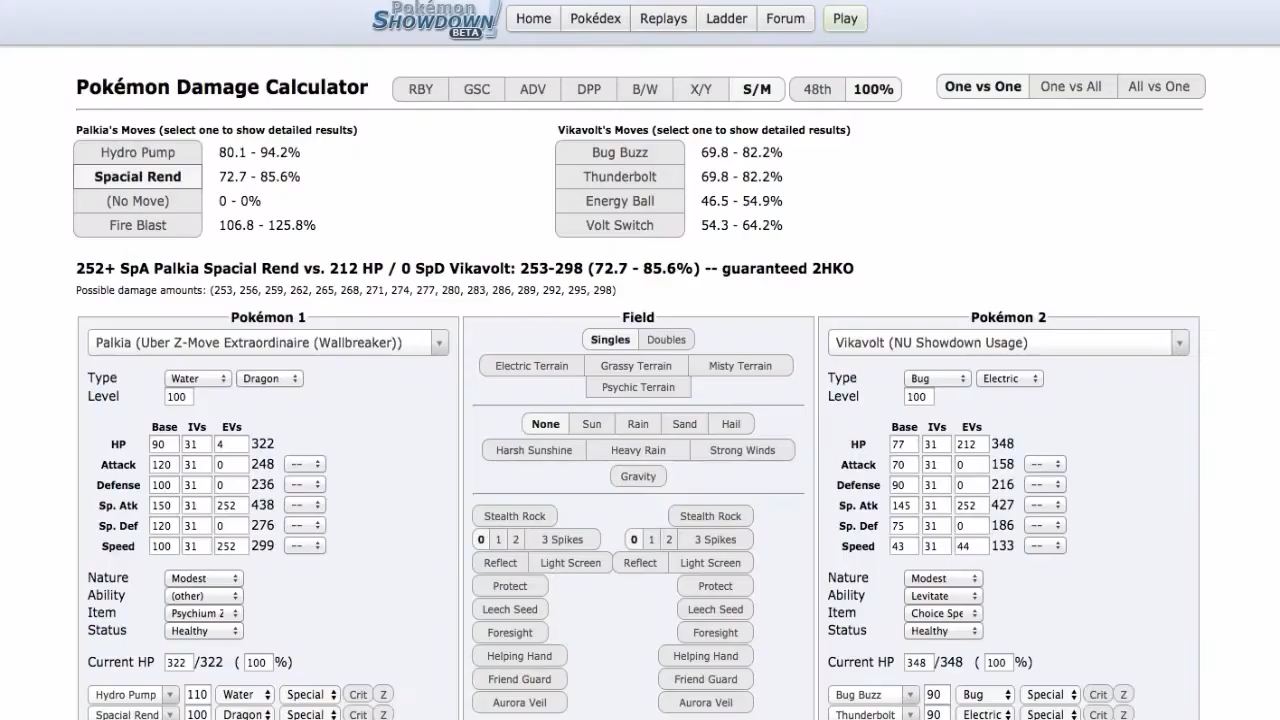 Pokémon
SHOWDOWN!
BETA
Home Pokédex Replays Ladder Forum Play
Pokémon Damage Calculator RBY GSC ADV DPP B/W X/Y S/M 48th 100% One vs One One vs All All vs One
Palkia's Moves (select one to show detailed results) Vikavolt's Moves (select one to show detailed results)
Hydro Pump 80.1 - 94.2% Bug Buzz 69.8 - 82.2%
Spacial Rend 72.7 - 85.6% Thunderbolt 69.8 - 82.2%
(No Move) 0 - 0% Energy Ball 46.5 - 54.9%
Fire Blast 106.8 - 125.8% Volt Switch 54.3 - 64.2%
252+ SpA Palkia Spacial Rend vs. 212 HP / 0 SpD Vikavolt: 253-298 (72.7 - 85.6%) -- guaranteed 2HKO
Possible damage amounts: (253, 256, 259, 262, 265, 268, 271, 274, 277, 280, 283, 286, 289, 292, 295, 298)
Pokémon 1
Palkia (Uber Z-Move Extraordinaire (Wallbreaker))
Type Water Dragon
Level 100
Base IVs EVs
HP 90 31 4 322
Attack 120 31 0 248 --
Defense 100 31 0 236 --
Sp. Atk 150 31 252 438 --
Sp. Def 120 31 0 276 --
Speed 100 31 252 299 --
Nature Modest
Ability (other)
Item Psychium Z
Status Healthy
Current HP 322 /322 ( 100 %)
Hydro Pump 110 Water Special Crit Z
Spacial Rend 100 Dragon Special Crit Z
Field
Singles Doubles
Electric Terrain Grassy Terrain Misty Terrain
Psychic Terrain
None Sun Rain Sand Hail
Harsh Sunshine Heavy Rain Strong Winds
Gravity
Stealth Rock Stealth Rock
0 1 2 3 Spikes 0 1 2 3 Spikes
Reflect Light Screen Reflect Light Screen
Protect Protect
Leech Seed Leech Seed
Foresight Foresight
Helping Hand Helping Hand
Friend Guard Friend Guard
Aurora Veil Aurora Veil
Pokémon 2
Vikavolt (NU Showdown Usage)
Type Bug Electric
Level 100
Base IVs EVs
HP 77 31 212 348
Attack 70 31 0 158 --
Defense 90 31 0 216 --
Sp. Atk 145 31 252 427 --
Sp. Def 75 31 0 186 --
Speed 43 31 44 133 --
Nature Modest
Ability Levitate
Item Choice Spe
Status Healthy
Current HP 348 /348 ( 100 %)
Bug Buzz 90 Bug Special Crit Z
Thunderbolt 90 Electric Special Crit Z